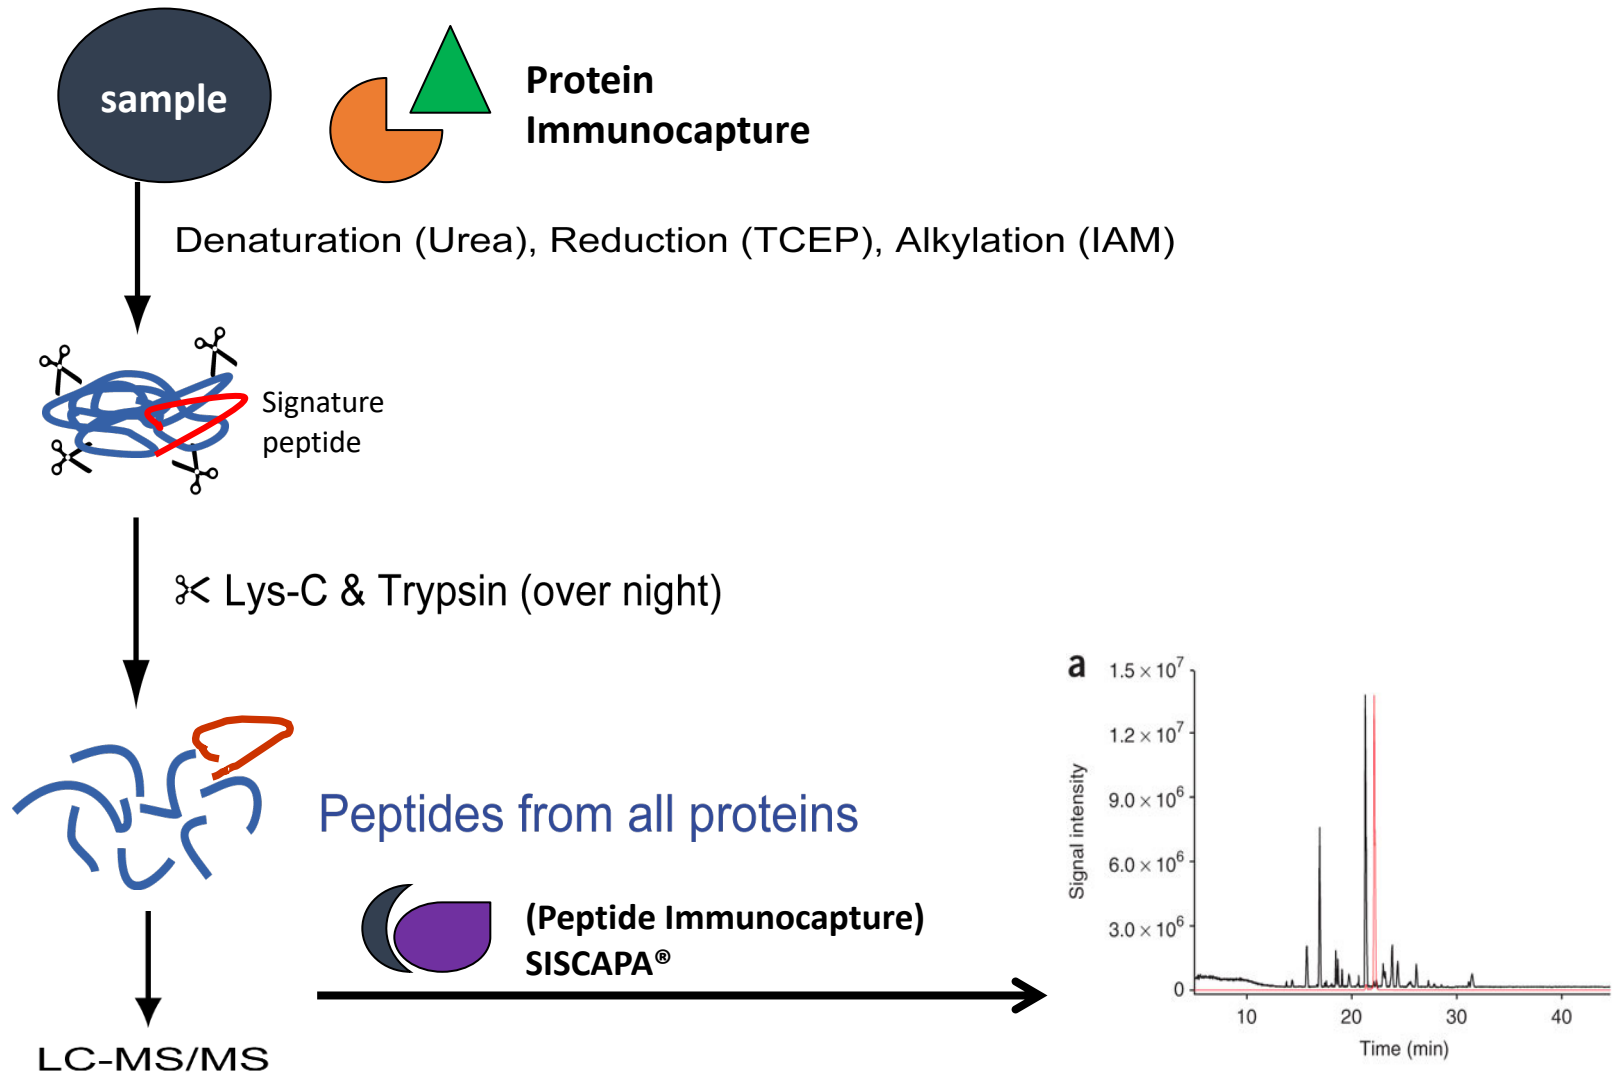 sample
Protein
Immunocapture
Denaturation (Urea), Reduction (TCEP), Alkylation (IAM)
Signature
peptide
Lys-C & Trypsin (over night)
Peptides from all proteins
(Peptide Immunocapture)
SISCAPA®
LC-MS/MS
a
1.5 × 10⁷
1.2 × 10⁷
9.0 × 10⁶
6.0 × 10⁶
3.0 × 10⁶
0
Signal intensity
10 20 30 40
Time (min)